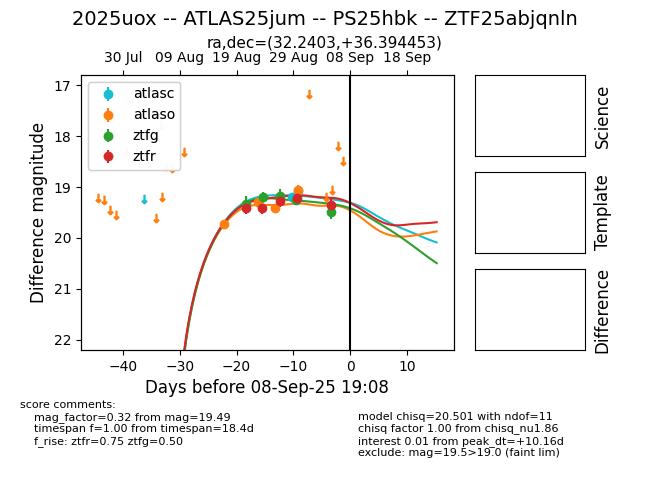 2025uox -- ATLAS25jum -- PS25hbk -- ZTF25abjqnln
ra,dec=(32.2403,+36.394453)
30 Jul 09 Aug 19 Aug 29 Aug 08 Sep 18 Sep
17
18
19
20
21
22
Difference magnitude
atlasc
atlaso
ztfg
ztfr
−40 −30 −20 −10 0 10
Days before 08-Sep-25 19:08
Science
Template
Difference
score comments:
mag_factor=0.32 from mag=19.49
timespan f=1.00 from timespan=18.4d
f_rise: ztfr=0.75 ztfg=0.50
model chisq=20.501 with ndof=11
chisq factor 1.00 from chisq_nu1.86
interest 0.01 from peak_dt=+10.16d
exclude: mag=19.5>19.0 (faint lim)